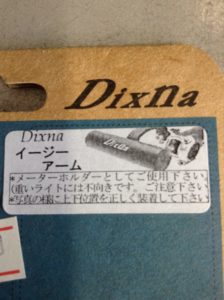 Dixna
Dixna
イージー
アーム
Dixna
*メーターホルダーとしてご使用下さい。
(重いライトには不向きです。ご注意下さい
*写真の様に上下位置を正しく装着して下さい